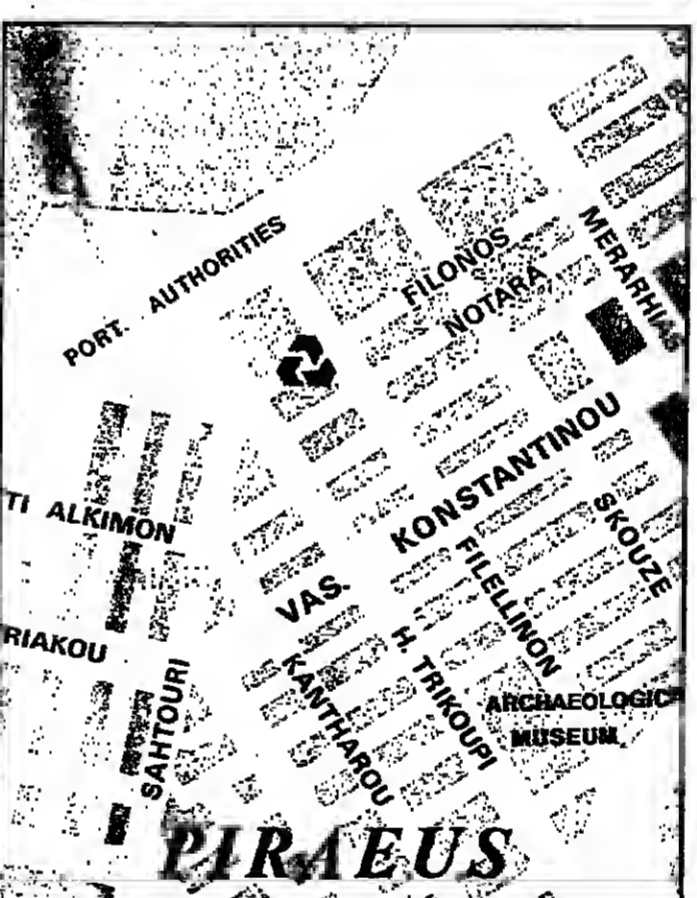 PORT. AUTHORITIES
FILONOS
NOTARA
MERARHIAS
KONSTANTINOU
VAS.
TI ALKIMON
RIAKOU
SAHTOURI
KANTHAROU
H. TRIKOUPI
FILELLINON
SKOUZE
ARCHAEOLOGIC
MUSEUM
PIRAEUS